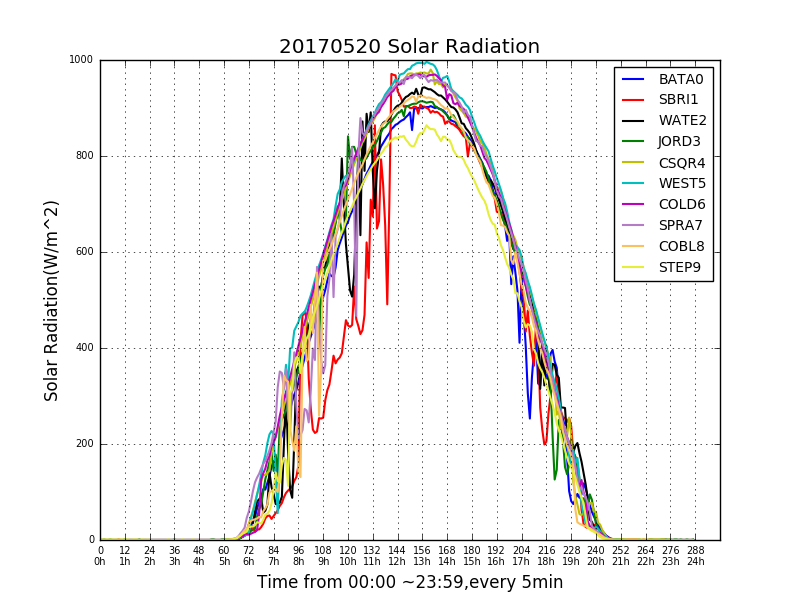 20170520 Solar Radiation
Solar Radiation(W/m^2)
1000
800
600
400
200
0
BATA0
SBRI1
WATE2
JORD3
CSQR4
WEST5
COLD6
SPRA7
COBL8
STEP9
0 12 24 36 48 60 72 84 96 108 120 132 144 156 168 180 192 204 216 228 240 252 264 276 288
0h 1h 2h 3h 4h 5h 6h 7h 8h 9h 10h 11h 12h 13h 14h 15h 16h 17h 18h 19h 20h 21h 22h 23h 24h
Time from 00:00 ~23:59,every 5min